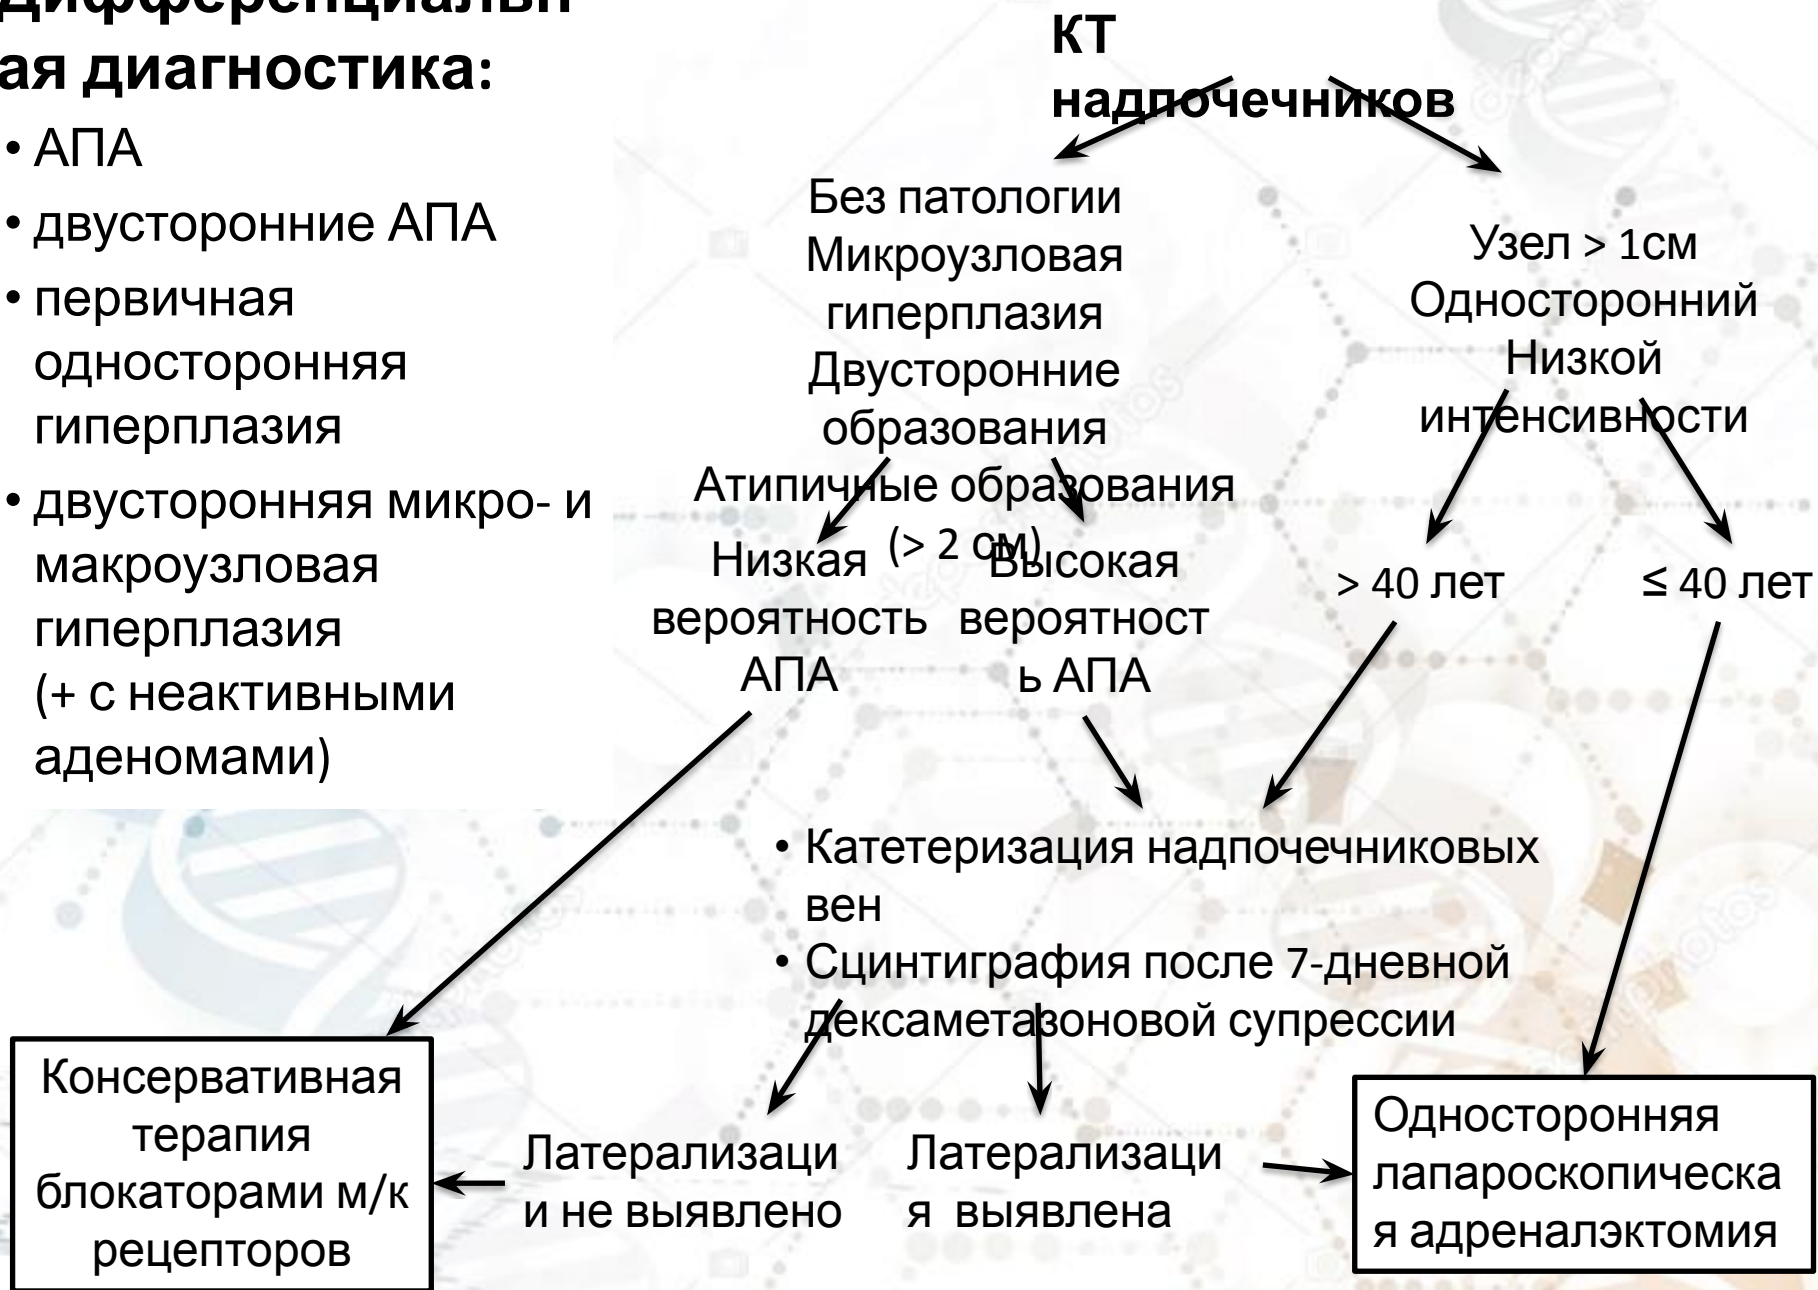 Дифференциальн
ая диагностика:
• АПА
• двусторонние АПА
• первичная
односторонняя
гиперплазия
• двусторонняя микро- и
макроузловая
гиперплазия
(+ с неактивными
аденомами)
КТ
надпочечников
Без патологии
Микроузловая
гиперплазия
Двусторонние
образования
Атипичные образования
(> 2 см)
Узел > 1см
Односторонний
Низкой
интенсивности
Низкая
вероятность
АПА
Высокая
вероятност
ь АПА
> 40 лет
≤ 40 лет
• Катетеризация надпочечниковых
вен
• Сцинтиграфия после 7-дневной
дексаметазоновой супрессии
Консервативная
терапия
блокаторами м/к
рецепторов
Латерализаци
и не выявлено
Латерализаци
я выявлена
Односторонняя
лапароскопическа
я адреналэктомия